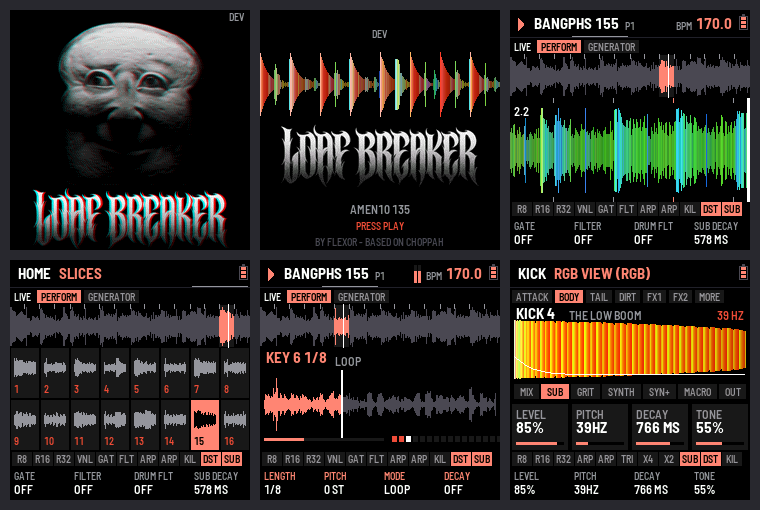 DEV
LOAF BREAKER
DEV
LOAF BREAKER
AMEN10 135
PRESS PLAY
BY FLEXOR - BASED ON CHOPPAH
BANGPHS 155 P1 BPM 170.0
LIVE PERFORM GENERATOR
2.2
R8 R16 R32 VNL GAT FLT ARP ARP KIL DST SUB
GATE FILTER DRUM FLT SUB DECAY
OFF OFF OFF 578 MS
HOME SLICES
LIVE PERFORM GENERATOR
1 2 3 4 5 6 7 8
9 10 11 12 13 14 15 16
R8 R16 R32 VNL GAT FLT ARP ARP KIL DST SUB
GATE FILTER DRUM FLT SUB DECAY
OFF OFF OFF 578 MS
BANGPHS 155 P1 BPM 170.0
LIVE PERFORM GENERATOR
KEY 6 1/8 LOOP
R8 R16 R32 VNL GAT FLT ARP ARP KIL DST SUB
LENGTH PITCH MODE DECAY
1/8 0 ST LOOP OFF
KICK RGB VIEW (RGB)
ATTACK BODY TAIL DIRT FX1 FX2 MORE
KICK 4 THE LOW BOOM 39 HZ
MIX SUB GRIT SYNTH SYN+ MACRO OUT
LEVEL PITCH DECAY TONE
85% 39HZ 766 MS 55%
R8 R16 R32 ARP ARP TRI X4 X2 SUB DST KIL
LEVEL PITCH DECAY TONE
85% 39HZ 766 MS 55%